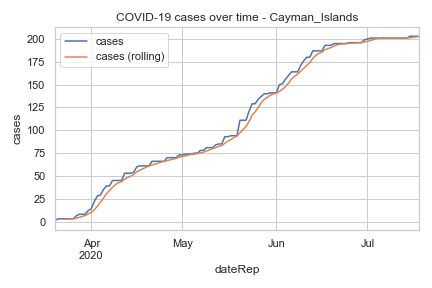 COVID-19 cases over time - Cayman_Islands
cases
cases (rolling)
200
175
150
125
100
75
50
25
0
cases
Apr
2020
May
Jun
Jul
dateRep